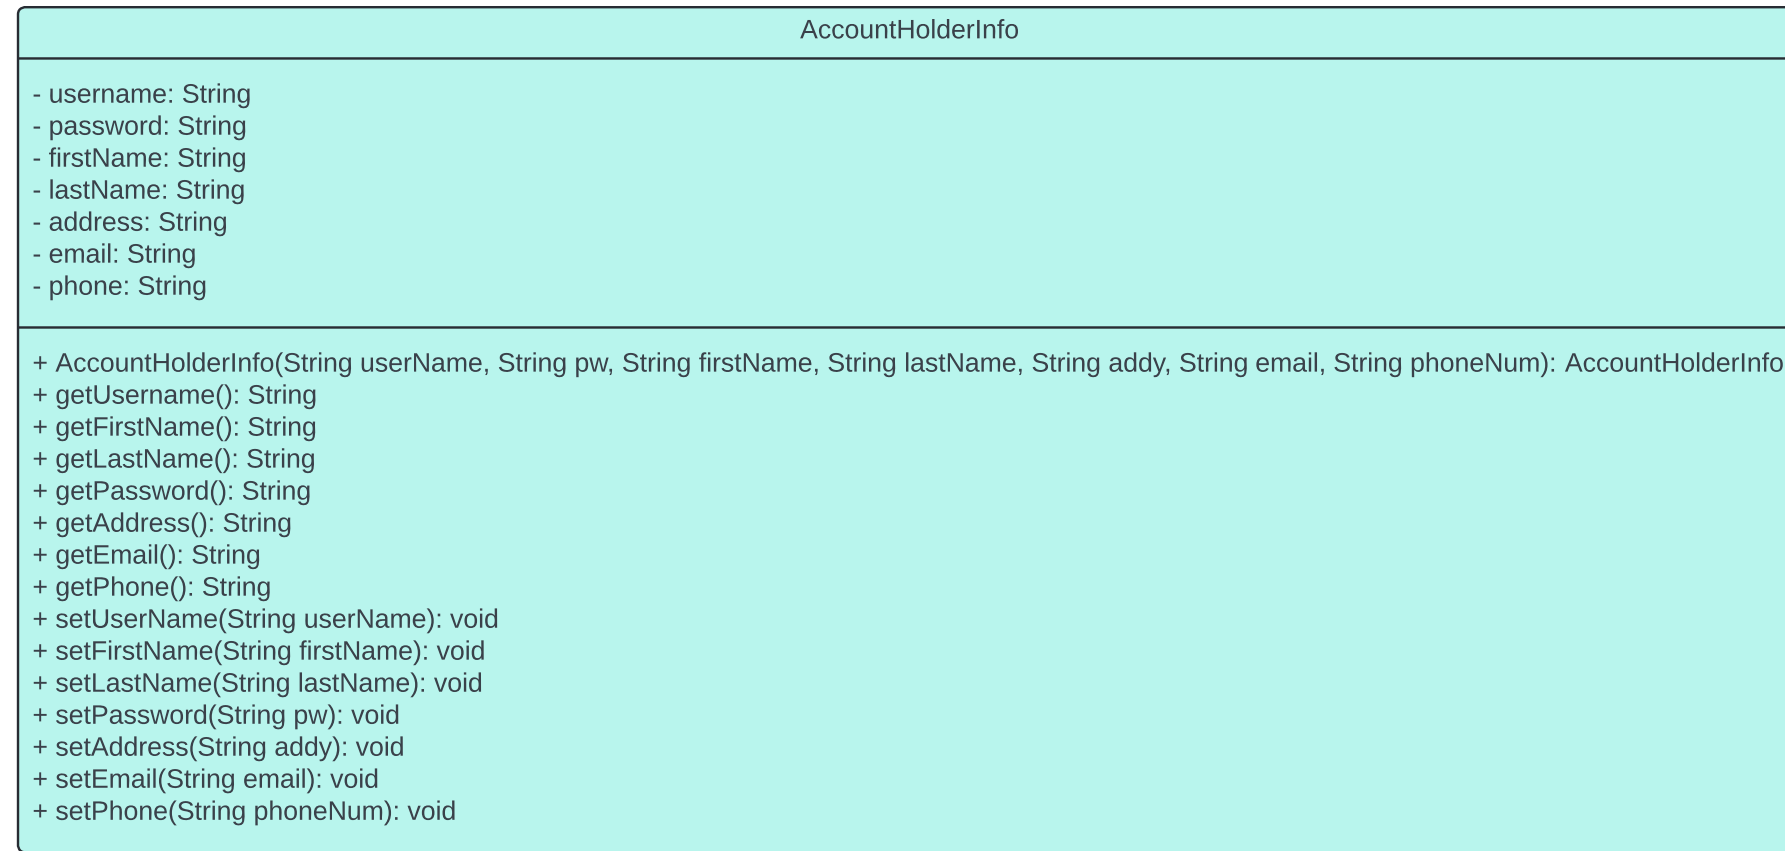 AccountHolderInfo
- username: String
- password: String
- firstName: String
- lastName: String
- address: String
- email: String
- phone: String
+ AccountHolderInfo(String userName, String pw, String firstName, String lastName, String addy, String email, String phoneNum): AccountHolderInfo
+ getUsername(): String
+ getFirstName(): String
+ getLastName(): String
+ getPassword(): String
+ getAddress(): String
+ getEmail(): String
+ getPhone(): String
+ setUserName(String userName): void
+ setFirstName(String firstName): void
+ setLastName(String lastName): void
+ setPassword(String pw): void
+ setAddress(String addy): void
+ setEmail(String email): void
+ setPhone(String phoneNum): void